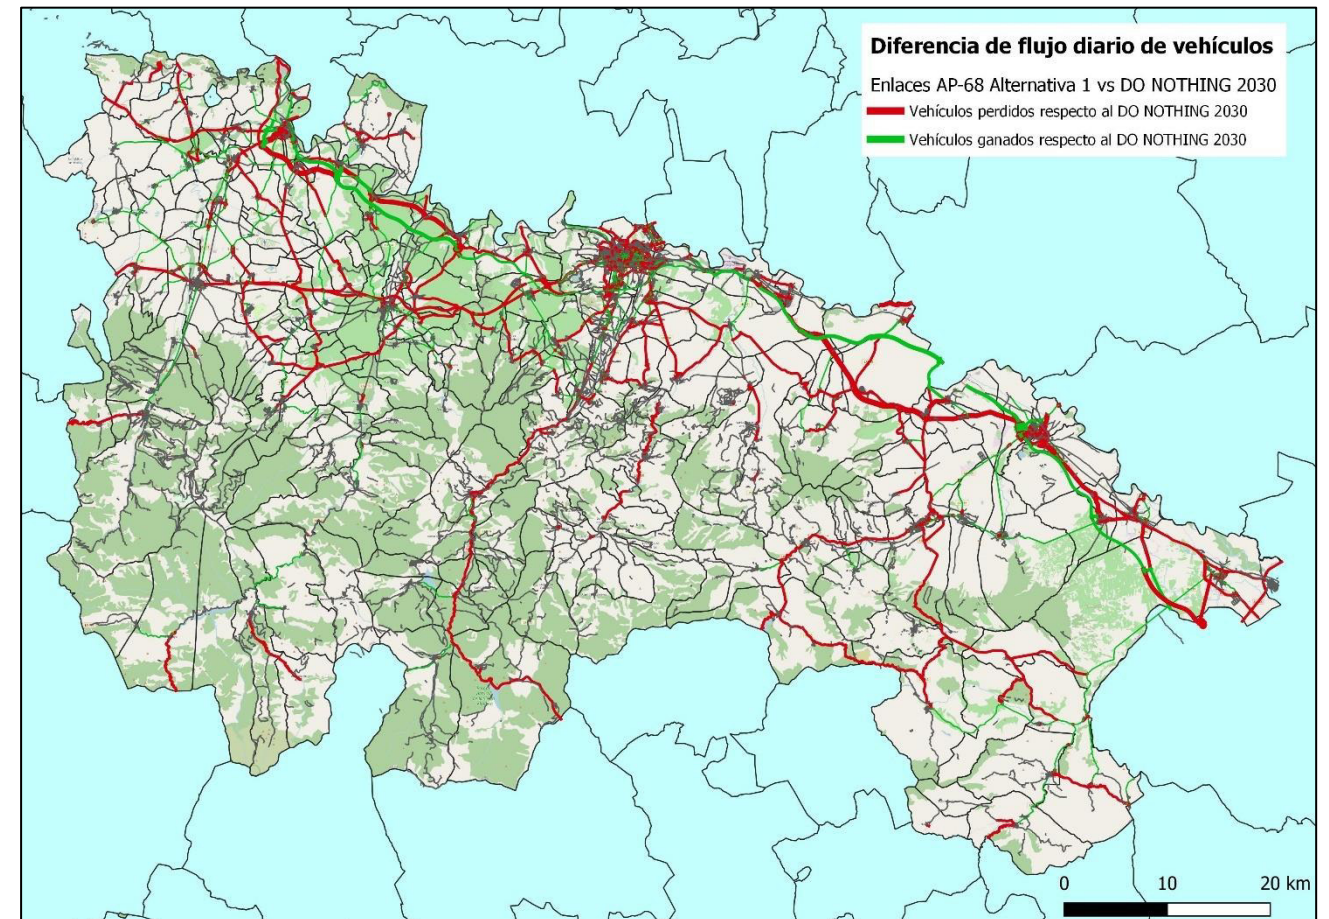 Diferencia de flujo diario de vehículos
Enlaces AP-68 Alternativa 1 vs DO NOTHING 2030
Vehículos perdidos respecto al DO NOTHING 2030
Vehículos ganados respecto al DO NOTHING 2030
0 10 20 km